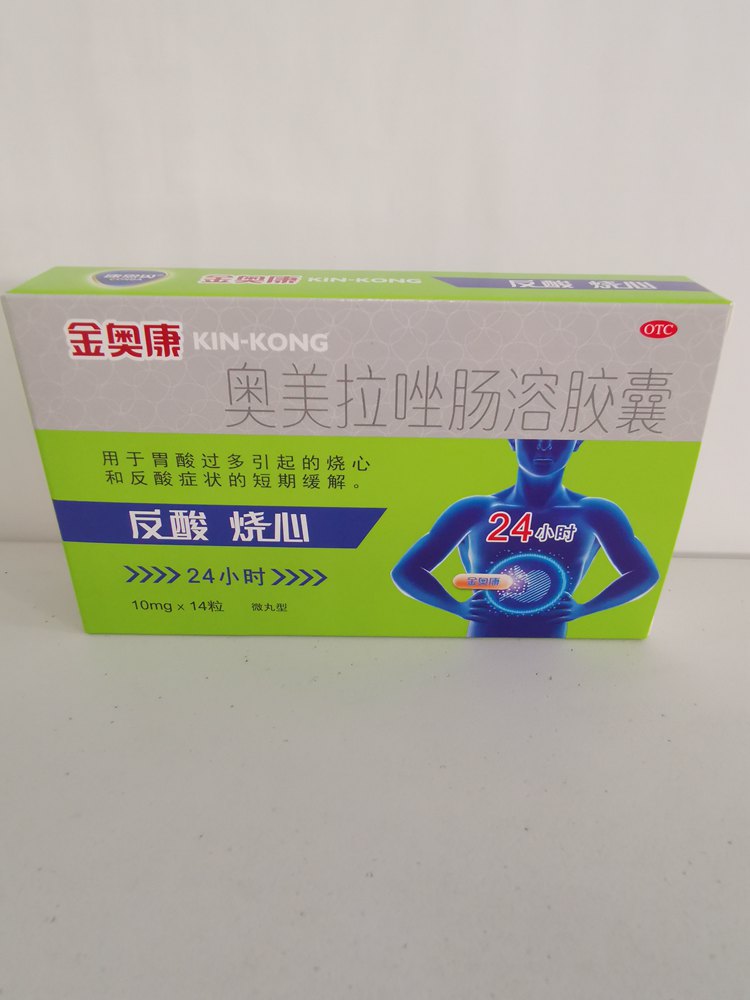 康恩贝
金奥康 KIN-KONG
反酸 烧心
金奥康 KIN-KONG
OTC
奥美拉唑肠溶胶囊
用于胃酸过多引起的烧心
和反酸症状的短期缓解。
反酸 烧心
24小时
金奥康
>>>> 24小时 >>>>
10mg x 14粒 微丸型